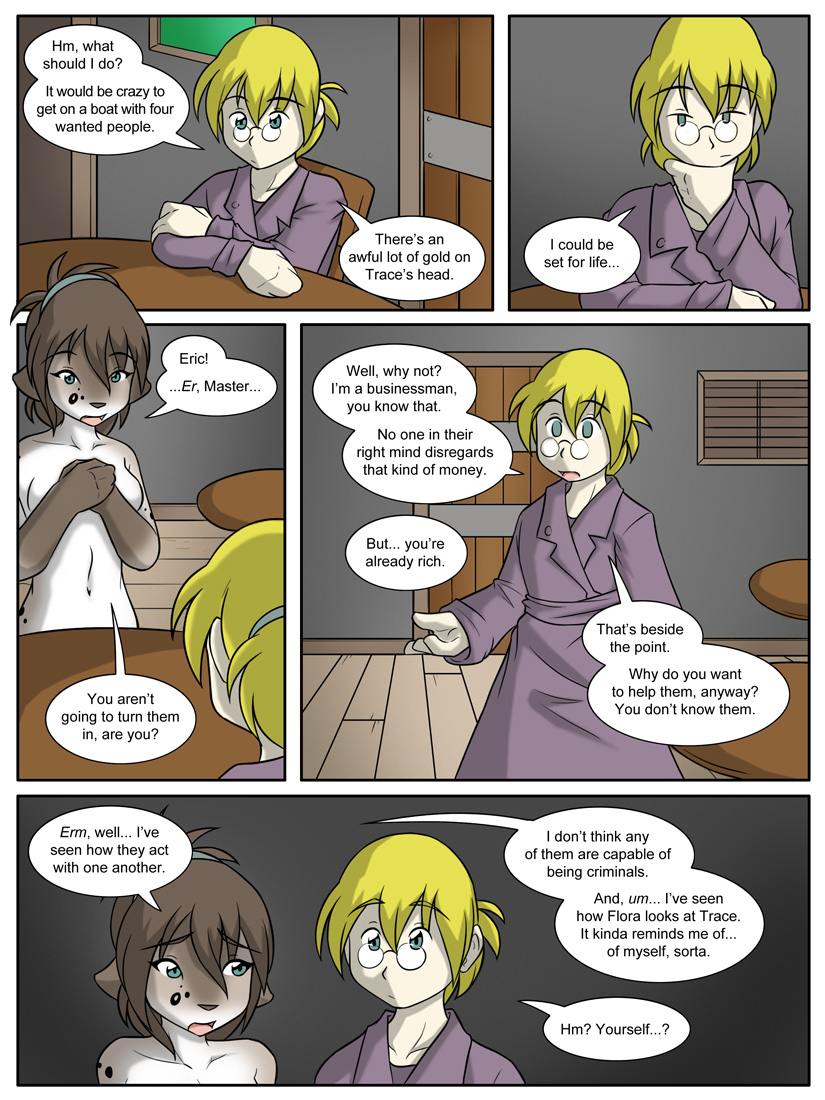 Hm, what
should I do?
It would be crazy to
get on a boat with four
wanted people.
There's an
awful lot of gold on
Trace's head.
I could be
set for life...
Eric!
...Er, Master...
You aren't
going to turn them
in, are you?
Well, why not?
I'm a businessman,
you know that.
No one in their
right mind disregards
that kind of money.
But... you're
already rich.
That's beside
the point.
Why do you want
to help them, anyway?
You don't know them.
Erm, well... I've
seen how they act
with one another.
I don't think any
of them are capable of
being criminals.
And, um... I've seen
how Flora looks at Trace.
It kinda reminds me of...
of myself, sorta.
Hm? Yourself...?